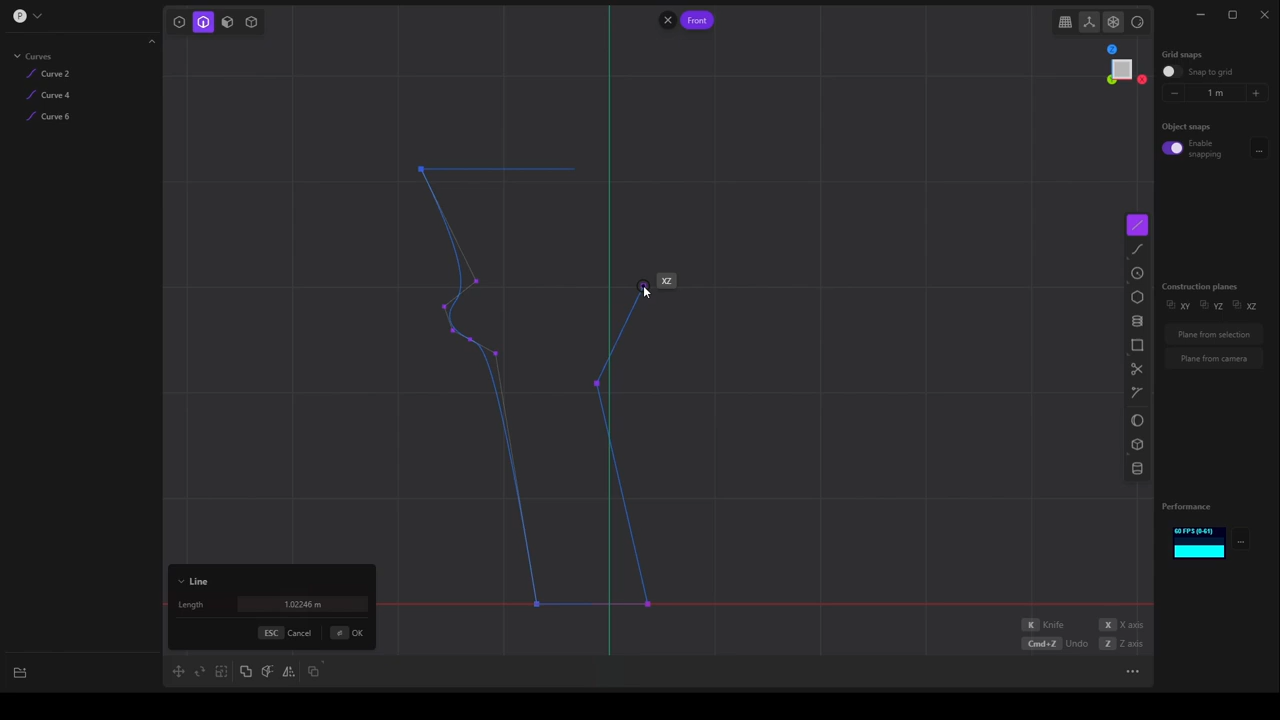 P
Front
Z
X
Y
Curves
Curve 2
Curve 4
Curve 6
XZ
Line
Length
1.02246 m
ESC Cancel
OK
K Knife
X X axis
Cmd+Z Undo
Z Z axis
Grid snaps
Snap to grid
1 m
Object snaps
Enable snapping
Construction planes
XY YZ XZ
Plane from selection
Plane from camera
Performance
60 FPS (0-61)